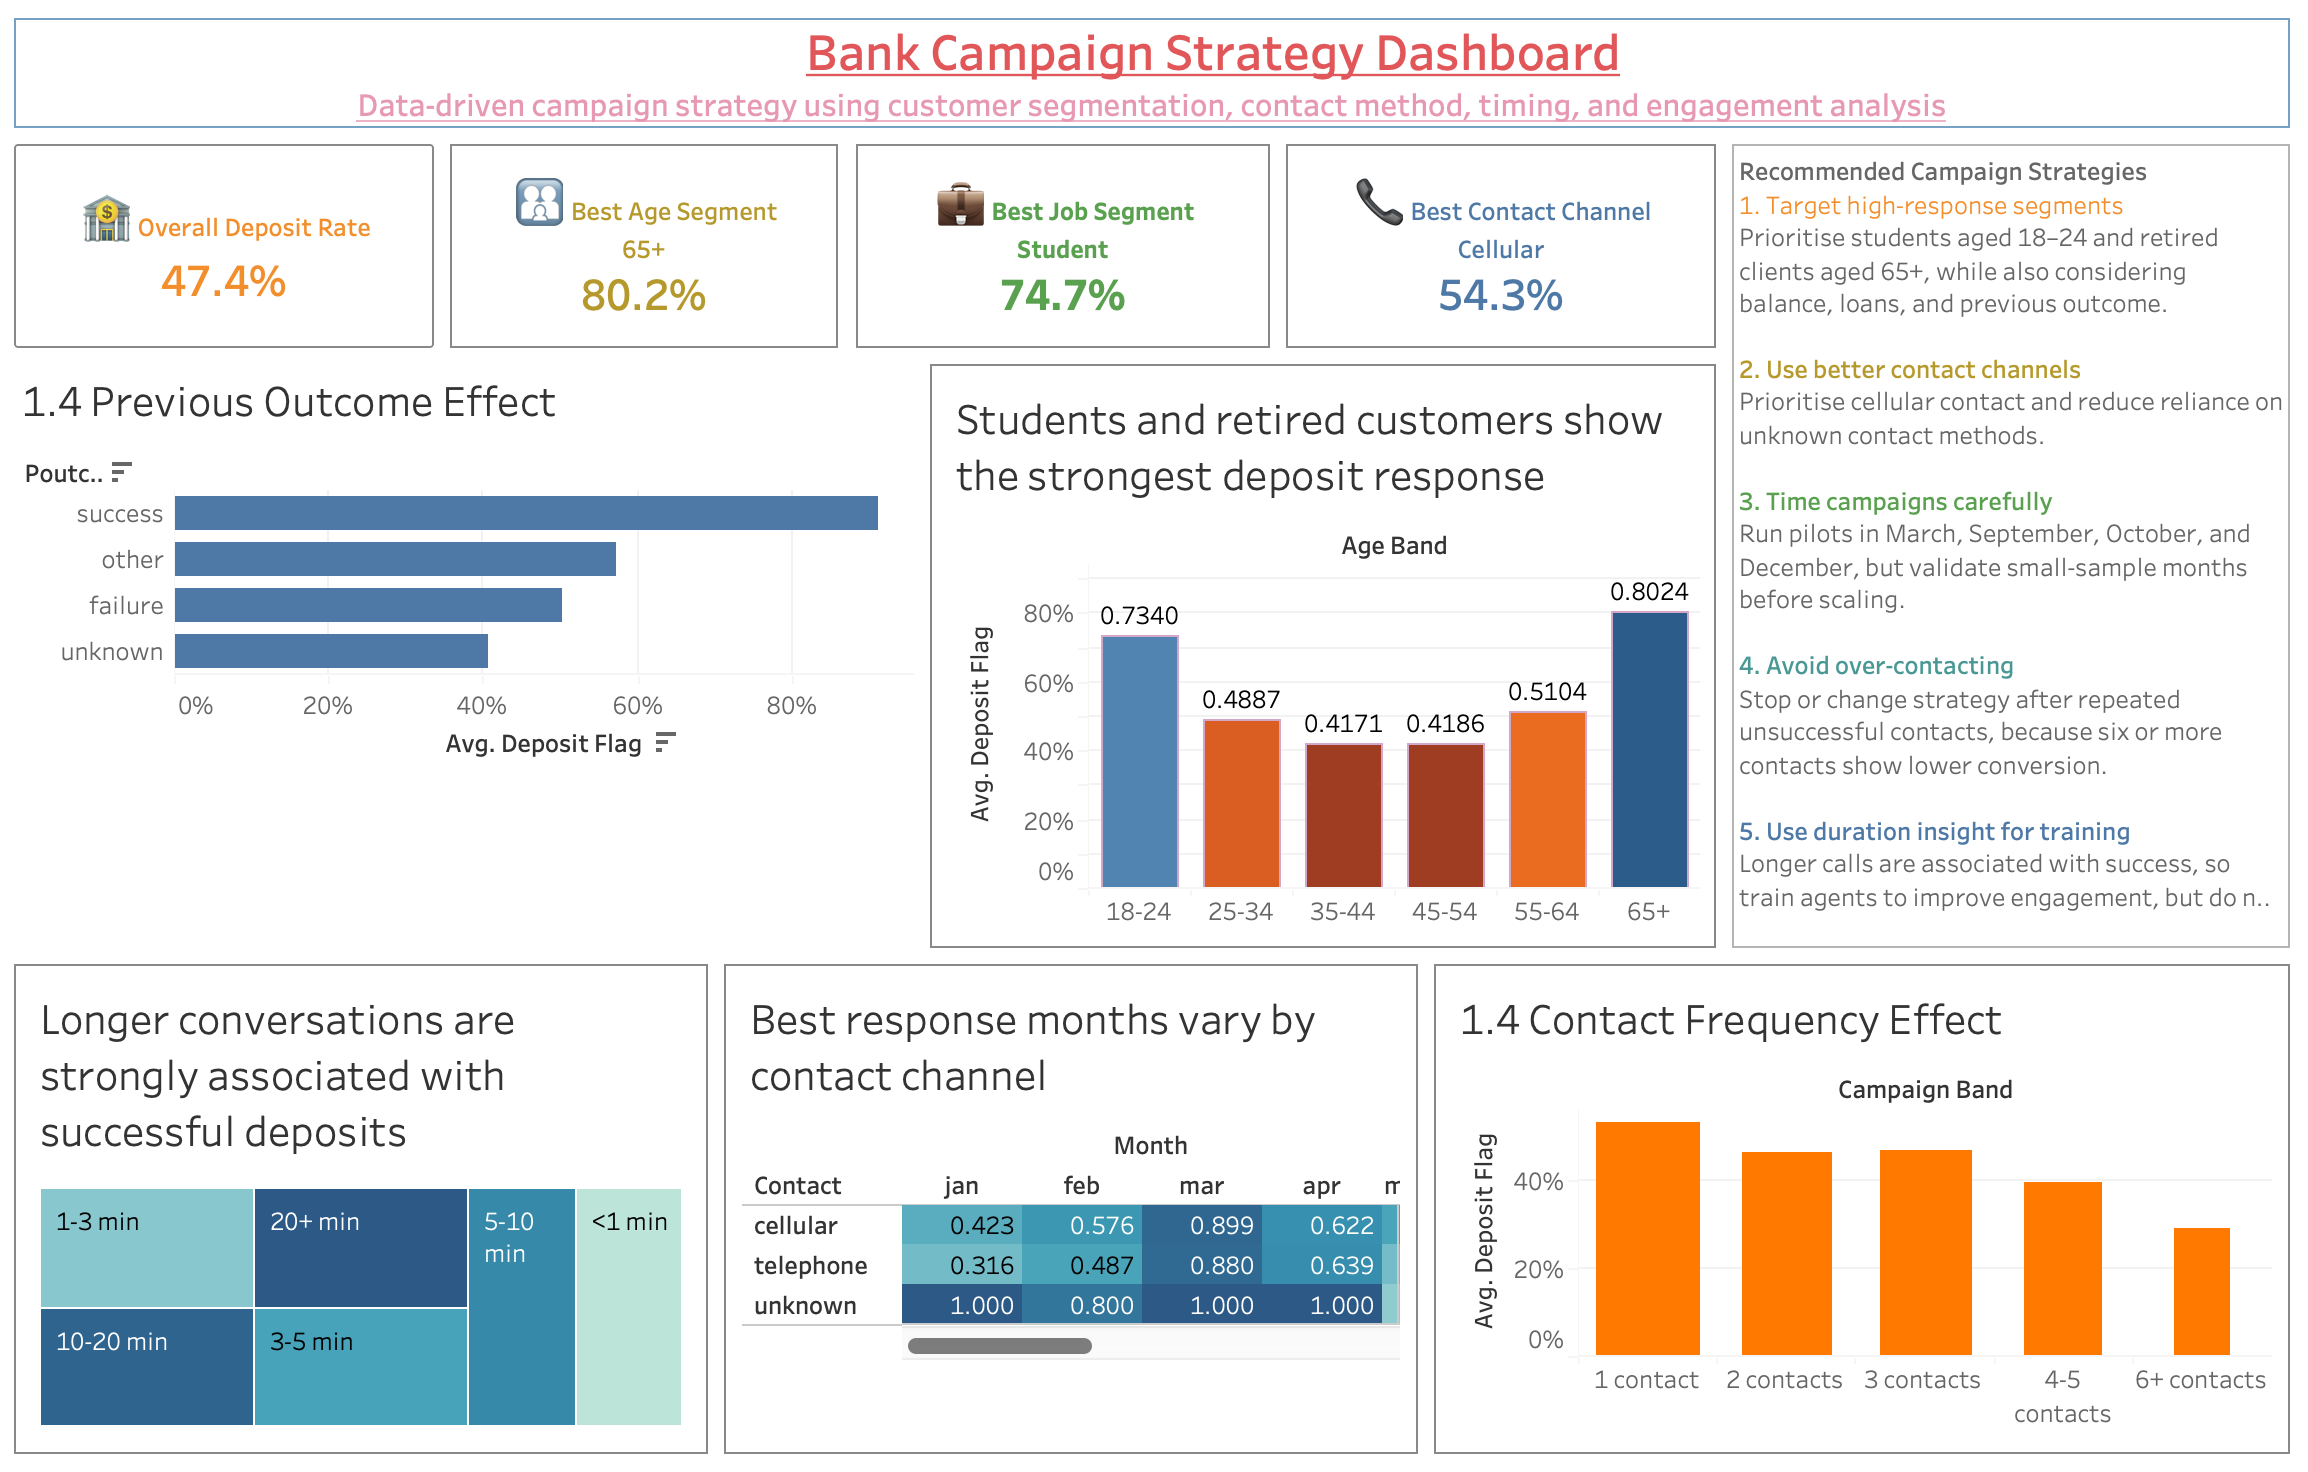 Bank Campaign Strategy Dashboard
Data-driven campaign strategy using customer segmentation, contact method, timing, and engagement analysis
Overall Deposit Rate
47.4%
Best Age Segment
65+
80.2%
Best Job Segment
Student
74.7%
Best Contact Channel
Cellular
54.3%
Recommended Campaign Strategies
1. Target high-response segments
Prioritise students aged 18–24 and retired
clients aged 65+, while also considering
balance, loans, and previous outcome.
2. Use better contact channels
Prioritise cellular contact and reduce reliance on
unknown contact methods.
3. Time campaigns carefully
Run pilots in March, September, October, and
December, but validate small-sample months
before scaling.
4. Avoid over-contacting
Stop or change strategy after repeated
unsuccessful contacts, because six or more
contacts show lower conversion.
5. Use duration insight for training
Longer calls are associated with success, so
train agents to improve engagement, but do n..
1.4 Previous Outcome Effect
Poutc..
success
other
failure
unknown
0% 20% 40% 60% 80%
Avg. Deposit Flag
Students and retired customers show
the strongest deposit response
Age Band
Avg. Deposit Flag
80%
60%
40%
20%
0%
0.7340 0.4887 0.4171 0.4186 0.5104 0.8024
18-24 25-34 35-44 45-54 55-64 65+
Longer conversations are
strongly associated with
successful deposits
1-3 min
20+ min
5-10
min
<1 min
10-20 min
3-5 min
Best response months vary by
contact channel
Month
Contact jan feb mar apr m
cellular 0.423 0.576 0.899 0.622
telephone 0.316 0.487 0.880 0.639
unknown 1.000 0.800 1.000 1.000
1.4 Contact Frequency Effect
Campaign Band
Avg. Deposit Flag
40%
20%
0%
1 contact 2 contacts 3 contacts 4-5 6+ contacts
contacts